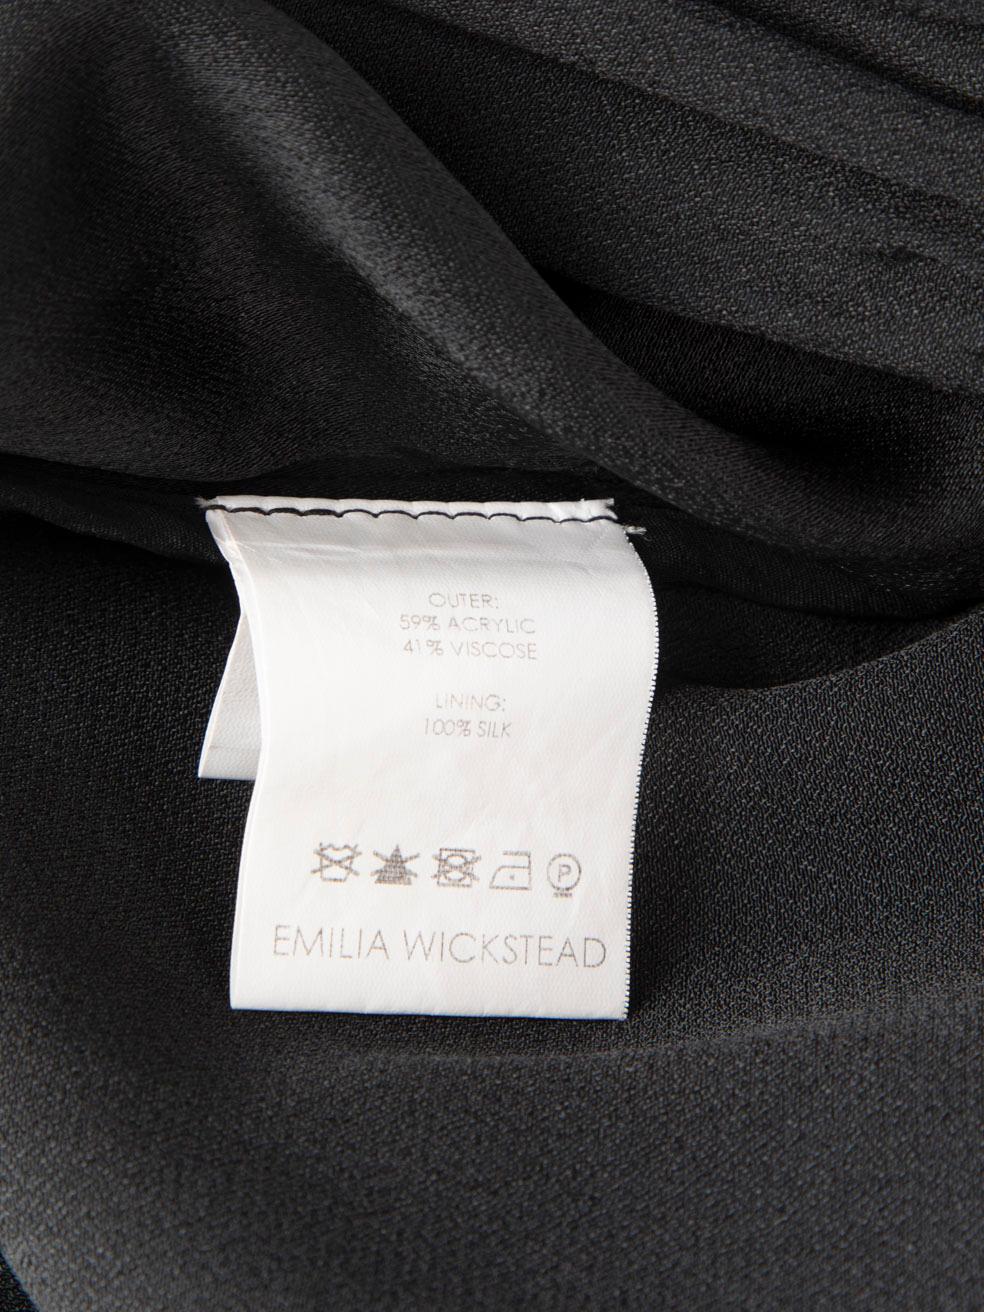 OUTER:
59% ACRYLIC
41% VISCOSE
LINING:
100% SILK
P
EMILIA WICKSTEAD